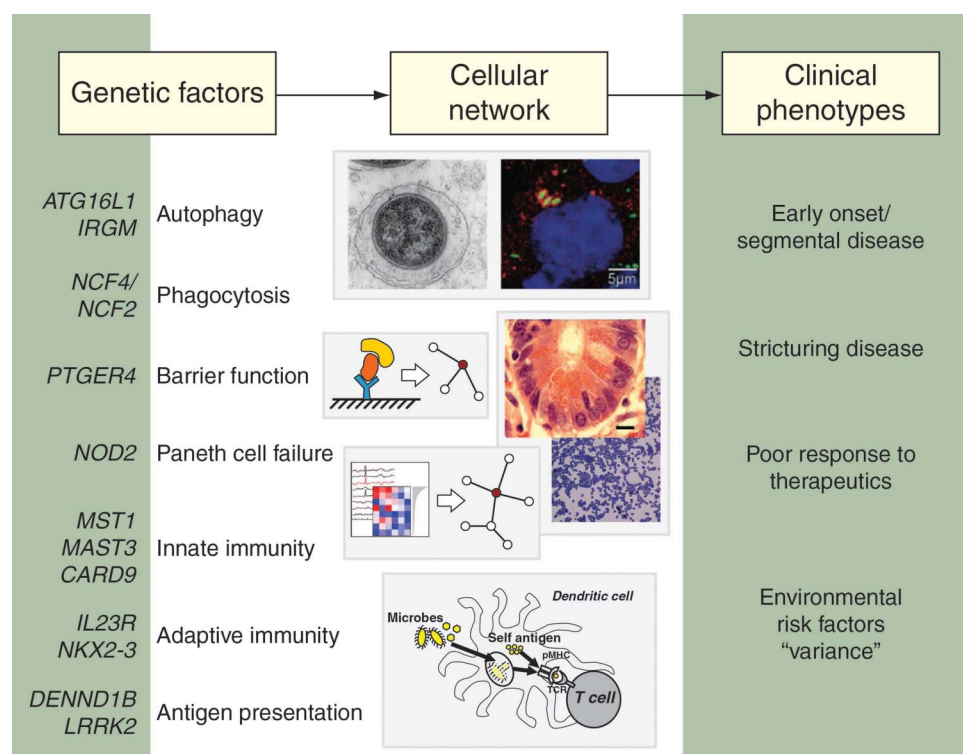 Genetic factors
Cellular
network
Clinical
phenotypes
ATG16L1
IRGM
Autophagy
5µm
Early onset/
segmental disease
NCF4/
NCF2
Phagocytosis
Stricturing disease
PTGER4
Barrier function
NOD2
Paneth cell failure
Poor response to
therapeutics
MST1
MAST3
CARD9
Innate immunity
Environmental
risk factors
“variance”
IL23R
NKX2-3
Adaptive immunity
Dendritic cell
Microbes
Self antigen
pMHC
TCR
T cell
DENND1B
LRRK2
Antigen presentation